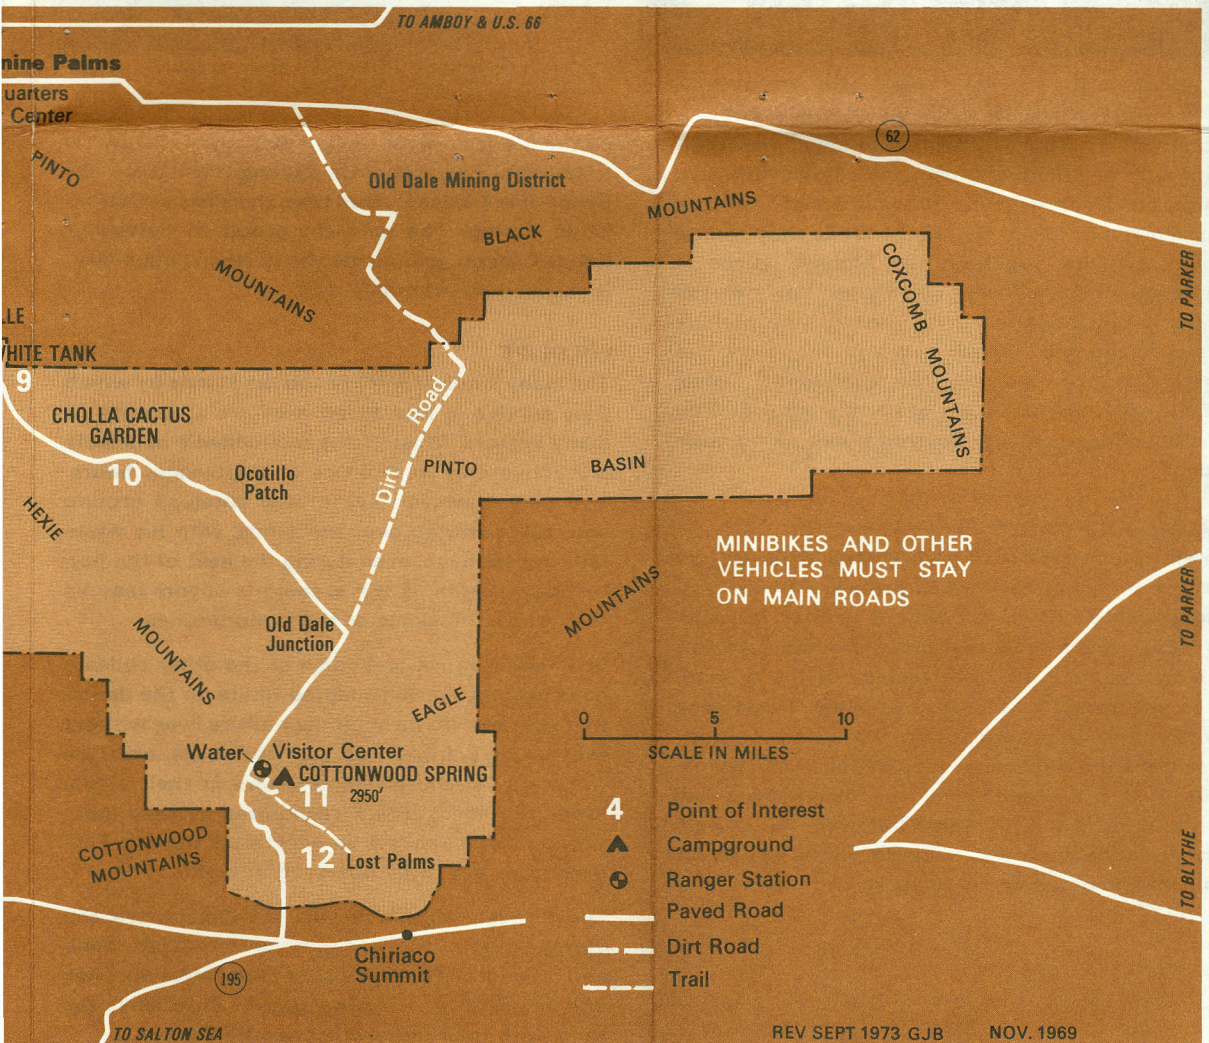 TO AMBOY & U.S. 66
nine Palms
uarters
Center
62
PINTO
Old Dale Mining District
MOUNTAINS
BLACK
TO PARKER
COXCOMB
MOUNTAINS
MOUNTAINS
LLE
WHITE TANK
9
CHOLLA CACTUS
GARDEN
10
Road
Dirt
PINTO
BASIN
Ocotillo
Patch
HEXIE
MINIBIKES AND OTHER
VEHICLES MUST STAY
ON MAIN ROADS
MOUNTAINS
TO PARKER
Old Dale
Junction
MOUNTAINS
EAGLE
0 5 10
SCALE IN MILES
Water
Visitor Center
COTTONWOOD SPRING
11
2950'
4 Point of Interest
Campground
Ranger Station
Paved Road
Dirt Road
Trail
COTTONWOOD
MOUNTAINS
12 Lost Palms
TO BLYTHE
Chiriaco
Summit
195
TO SALTON SEA
REV SEPT 1973 GJB NOV. 1969